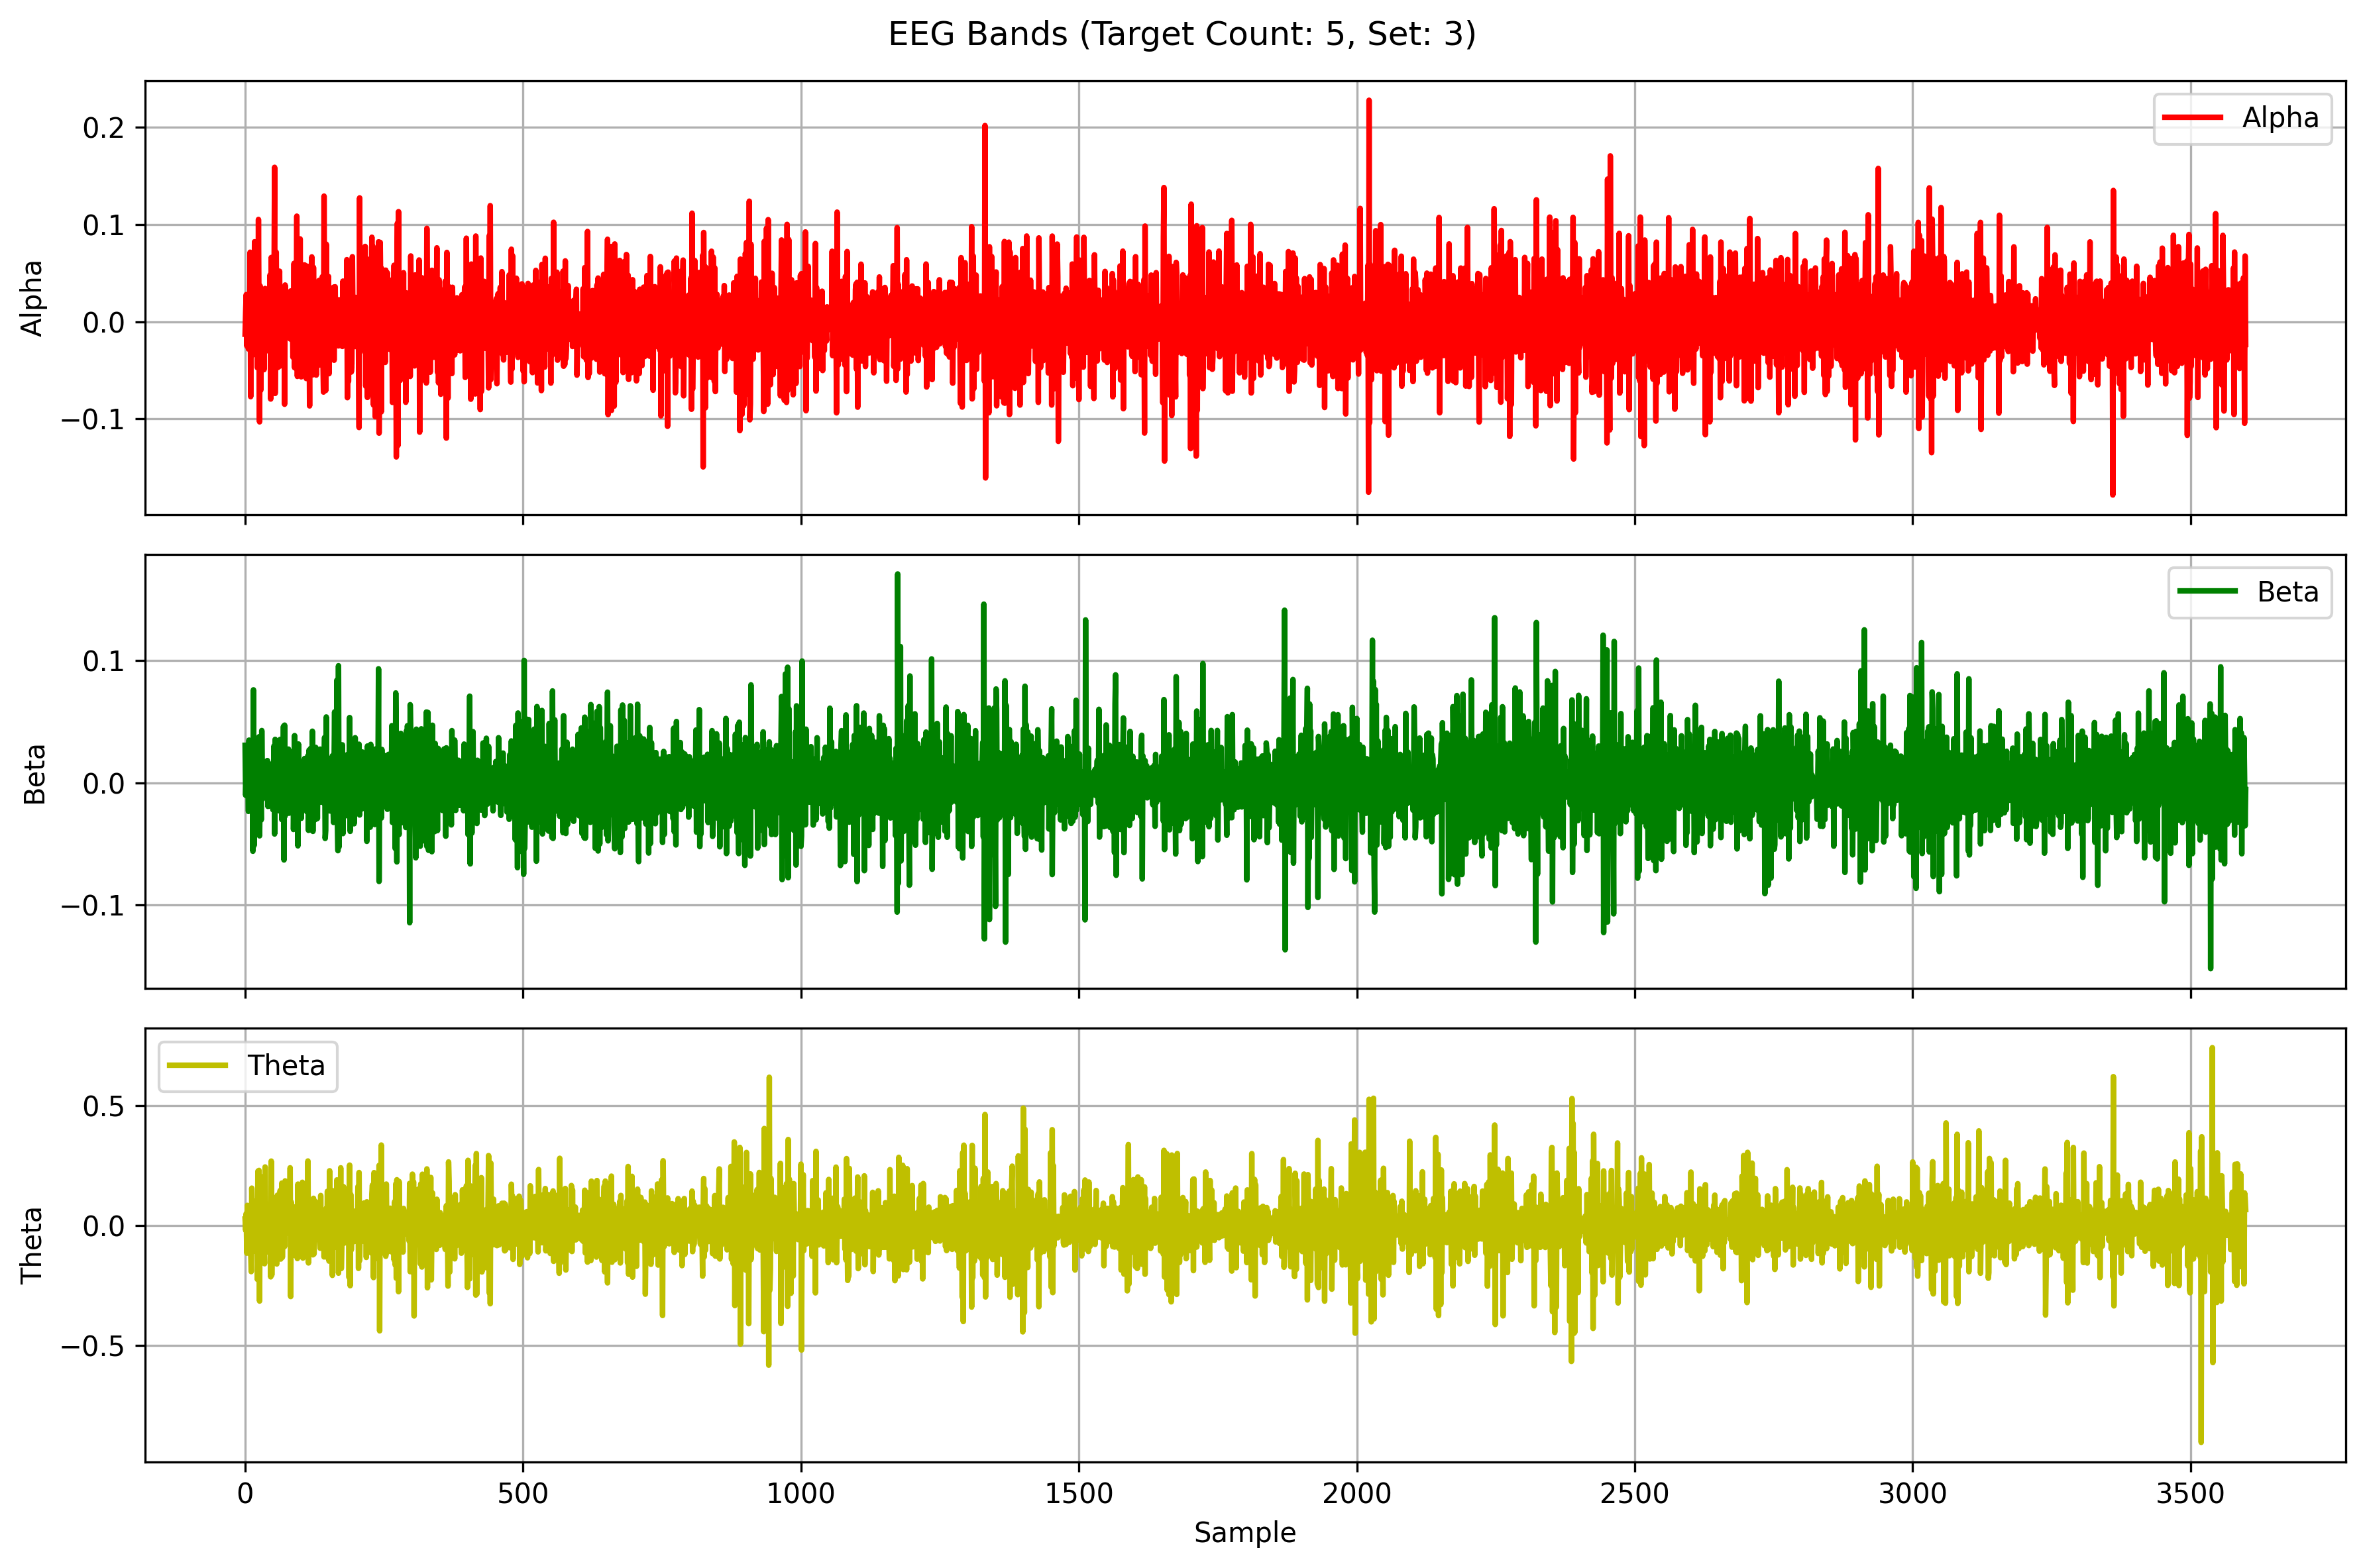 EEG Bands (Target Count: 5, Set: 3)
Alpha
0.2
0.1
0.0
−0.1
Alpha
Beta
0.1
0.0
−0.1
Beta
Theta
0.5
0.0
−0.5
Theta
0 500 1000 1500 2000 2500 3000 3500
Sample